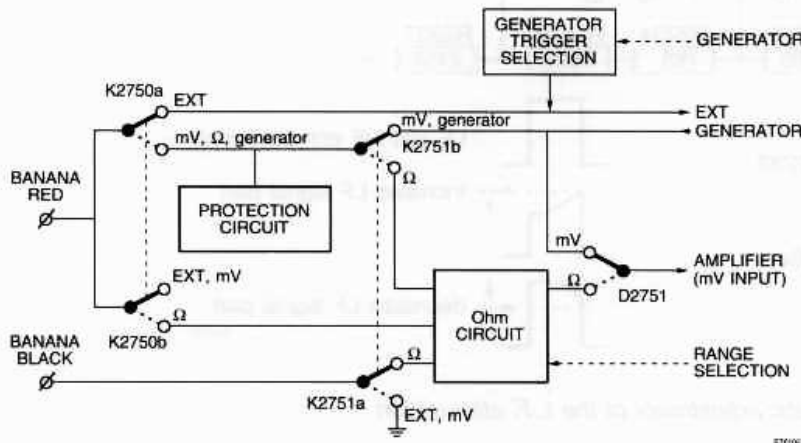 GENERATOR
TRIGGER
SELECTION
GENERATOR
K2750a
EXT
EXT
mV, Ω, generator
mV, generator
GENERATOR
K2751b
Ω
BANANA
RED
PROTECTION
CIRCUIT
mV
AMPLIFIER
(mV INPUT)
EXT, mV
Ω
D2751
Ω
K2750b
Ohm
CIRCUIT
BANANA
BLACK
Ω
RANGE
SELECTION
K2751a
EXT, mV